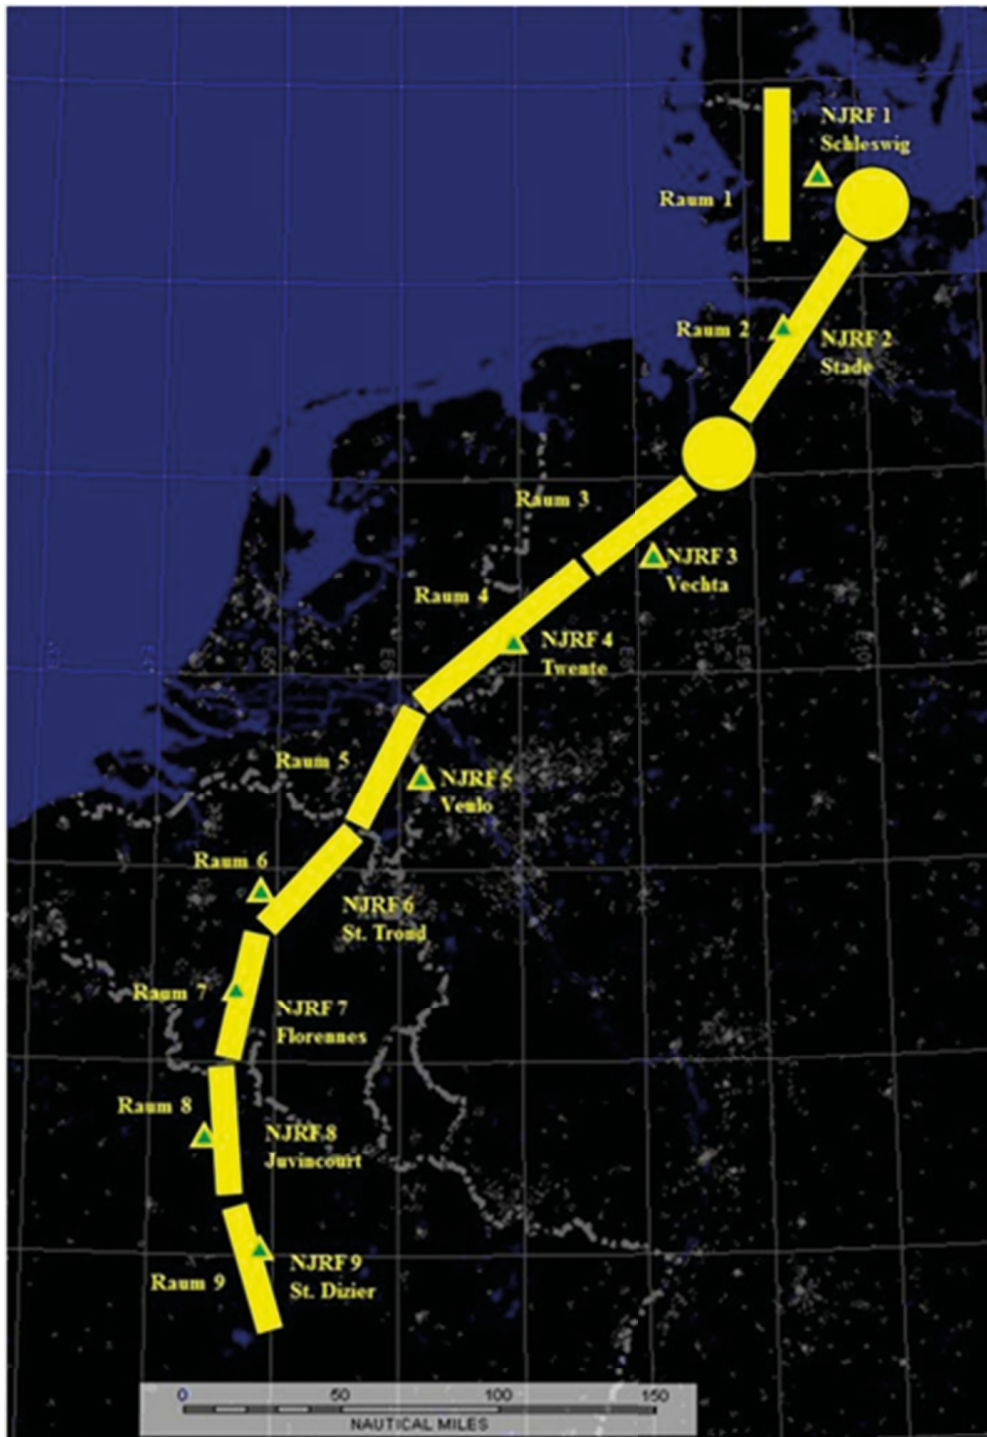 NJRF 1
Schleswig
Raum 1
Raum 2
NJRF 2
Stade
Raum 3
NJRF 3
Vechta
Raum 4
NJRF 4
Twente
Raum 5
NJRF 5
Venlo
Raum 6
NJRF 6
St. Trond
Raum 7
NJRF 7
Florennes
Raum 8
NJRF 8
Juvincourt
NJRF 9
St. Dizier
Raum 9
0 50 100 150
NAUTICAL MILES